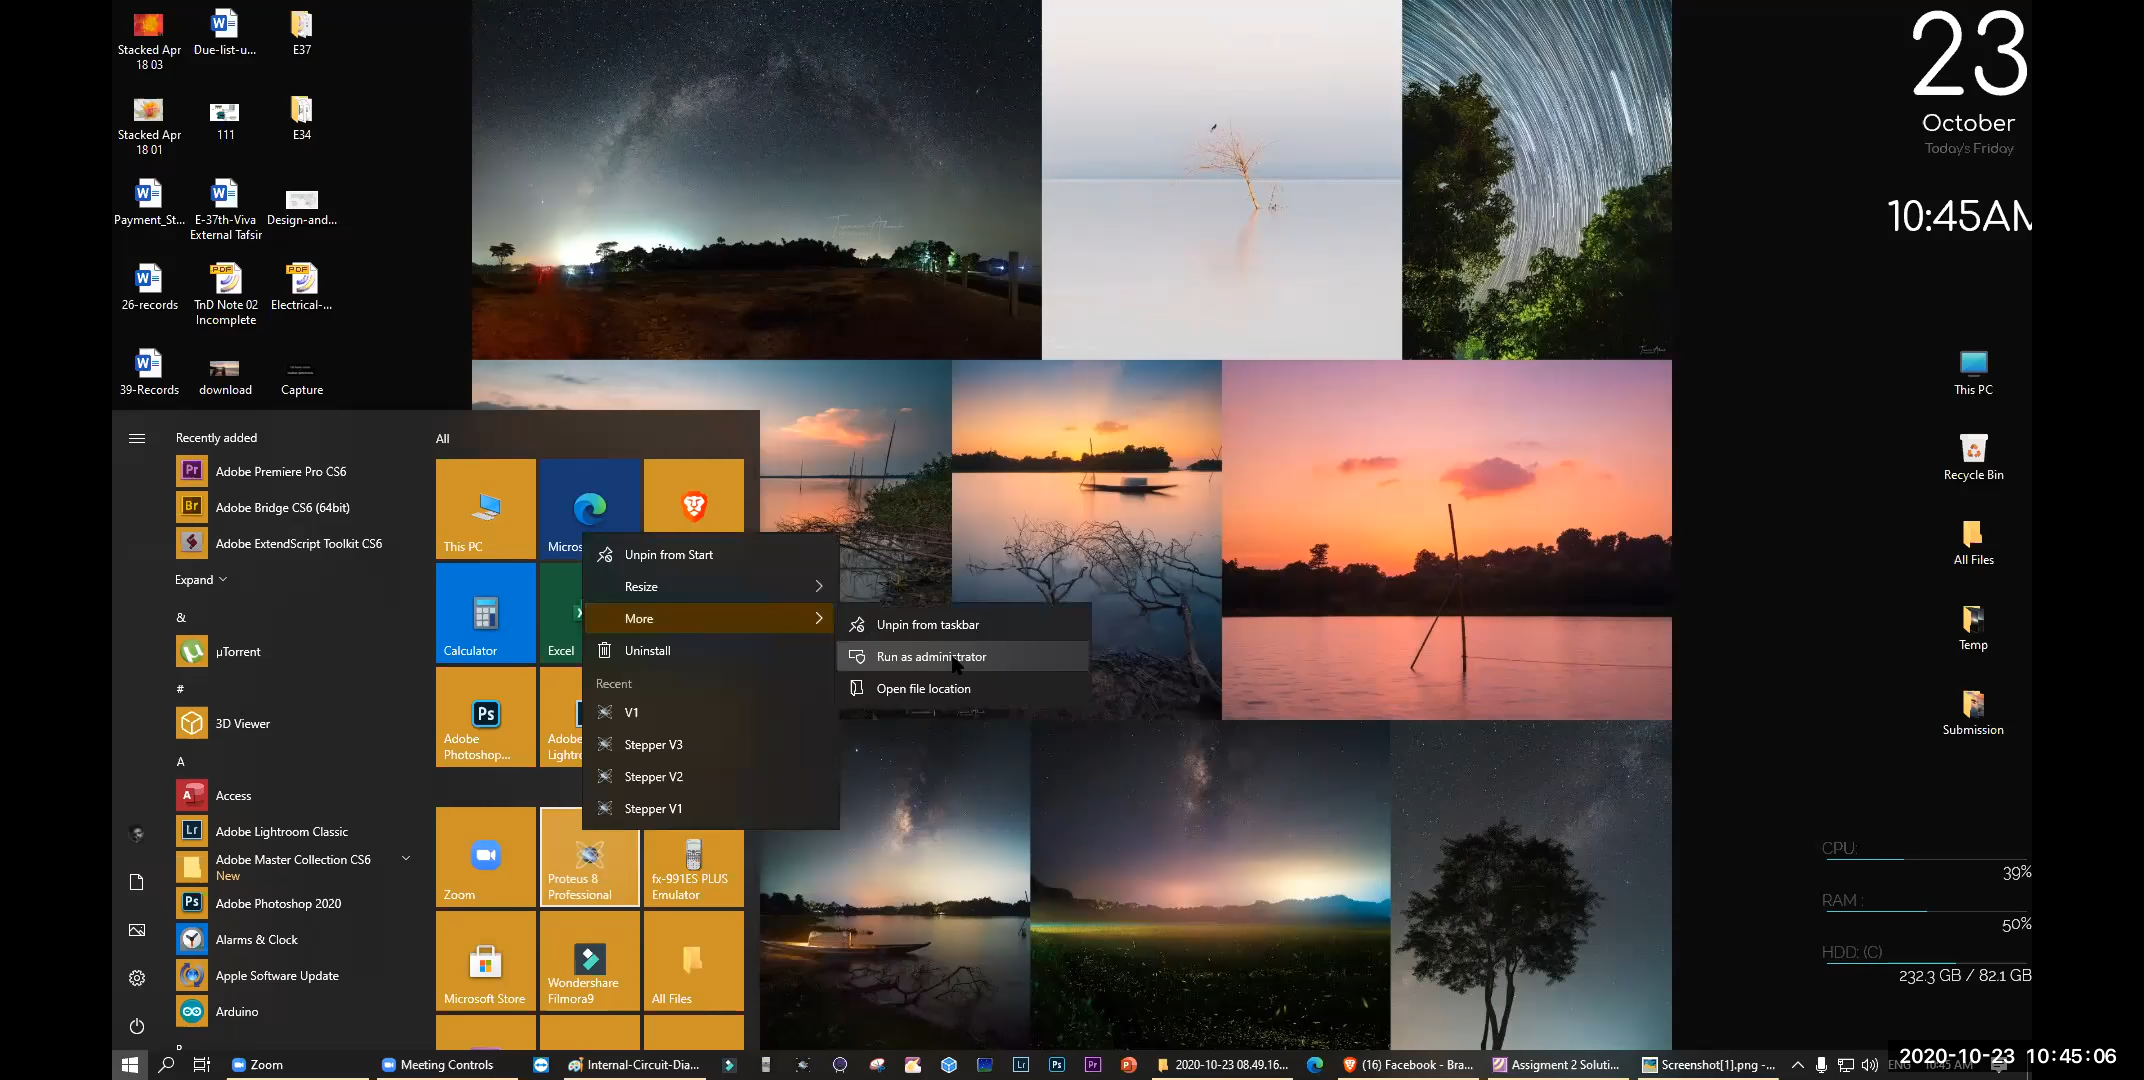 Stacked Apr
18 03
Due-list-u...
E37
Stacked Apr
18 01
111
E34
Payment_St...
E-37th-Viva
External Tafsir
Design-and...
26-records
TnD Note 02
Incomplete
Electrical-...
39-Records
download
Capture
23
October
Today's Friday
10:45AM
This PC
Recycle Bin
All Files
Temp
Submission
CPU:
39%
RAM :
50%
HDD: (C)
232.3 GB / 82.1 GB
Recently added
Adobe Premiere Pro CS6
Adobe Bridge CS6 (64bit)
Adobe ExtendScript Toolkit CS6
Expand
&
µTorrent
#
3D Viewer
A
Access
Adobe Lightroom Classic
Adobe Master Collection CS6
New
Adobe Photoshop 2020
Alarms & Clock
Apple Software Update
Arduino
All
This PC
Micros
Calculator
Excel
Adobe
Photoshop...
Adobe
Lightro
Zoom
Proteus 8
Professional
fx-991ES PLUS
Emulator
Microsoft Store
Wondershare
Filmora9
All Files
Unpin from Start
Resize
More
Uninstall
Recent
V1
Stepper V3
Stepper V2
Stepper V1
Unpin from taskbar
Run as administrator
Open file location
Zoom
Meeting Controls
Internal-Circuit-Dia...
2020-10-23 08.49.16...
(16) Facebook - Bra...
Assigment 2 Soluti...
Screenshot[1].png -...
ENG
10:45 AM
2020-10-23 10:45:06